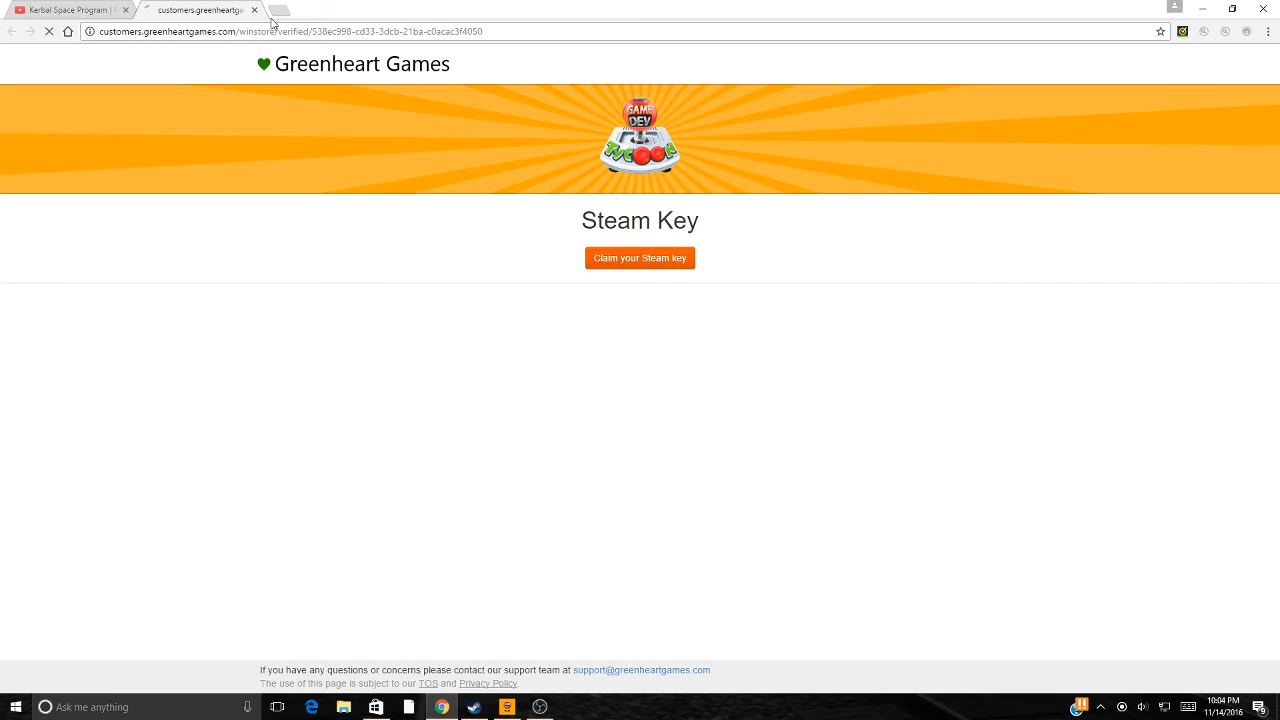 Kerbal Space Program |
customers.greenheartga
customers.greenheartgames.com/winstore/verified/538ec998-cd33-3dcb-21ba-c0acac3f4050
Greenheart Games
GAME
DEV
TYCOON
Steam Key
Claim your Steam key
If you have any questions or concerns please contact our support team at support@greenheartgames.com
The use of this page is subject to our TOS and Privacy Policy.
Ask me anything
10:04 PM
11/14/2016